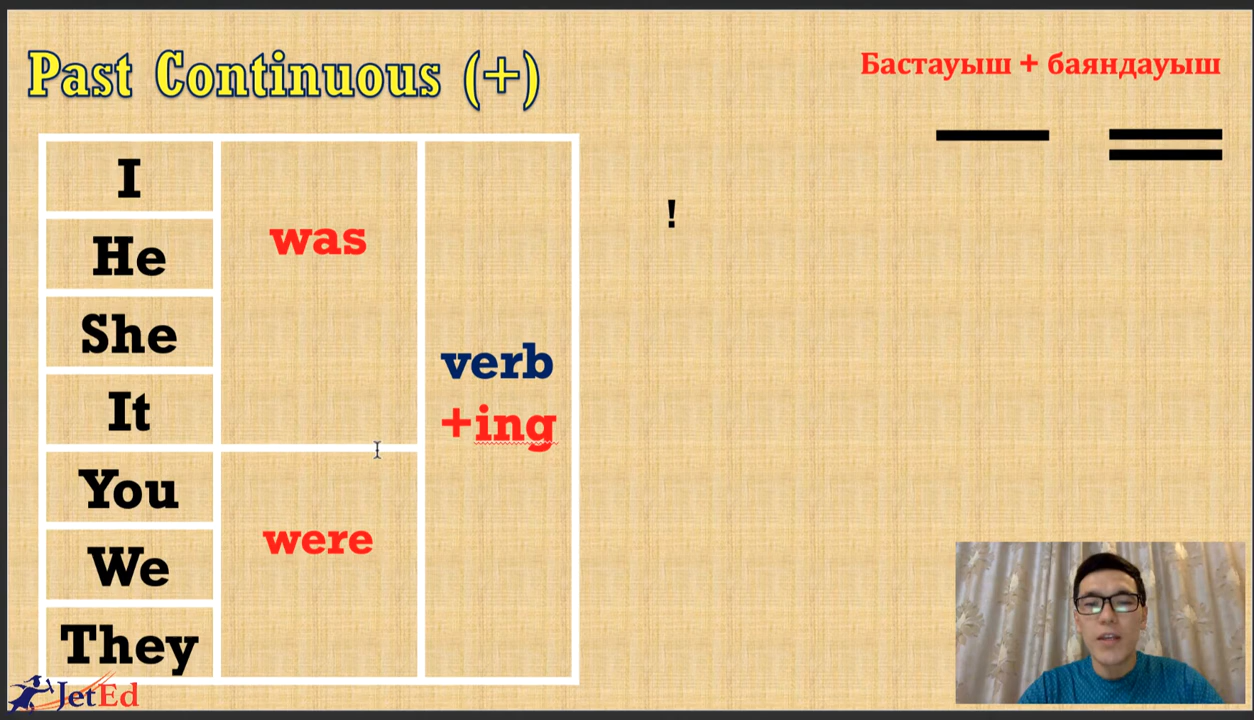 Past Continuous (+)
Бастауыш + баяндауыш
I
He
She
It
You
We
They
was
were
verb
+ing
!
JetEd